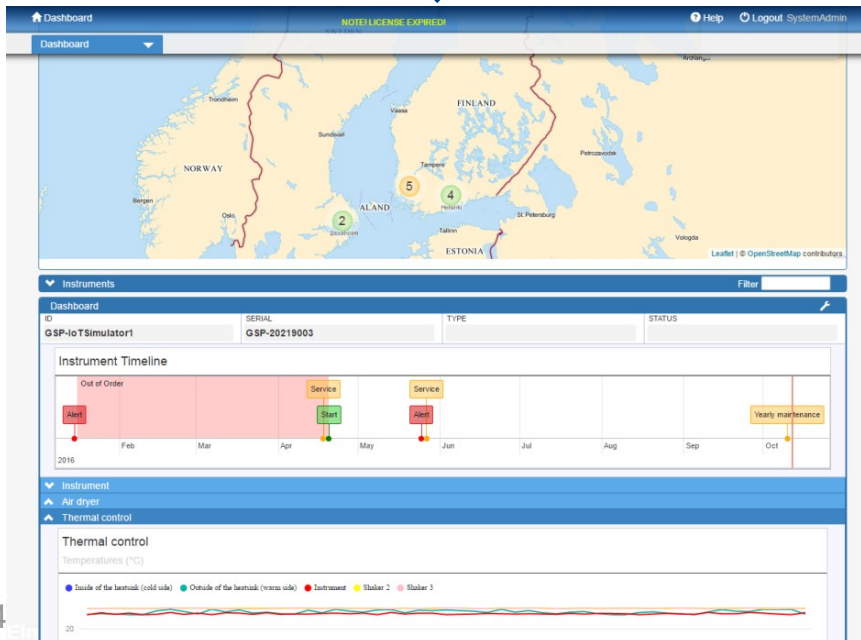 Dashboard
NOTE! LICENSE EXPIRED!
Help
Logout SystemAdmin
Dashboard
SWEDEN
Trondheim
Vaasa
FINLAND
Sundsvall
Petrozavodsk
NORWAY
Tampere
5
4
Bergen
ALAND
Helsinki
Oslo
2
St. Petersburg
Stockholm
Tallinn
Vologda
ESTONIA
Leaflet | © OpenStreetMap contributors
Instruments
Filter
Dashboard
ID SERIAL TYPE STATUS
GSP-IoTSimulator1 GSP-20219003
Instrument Timeline
Out of Order
Service Service
Alert Start Alert Yearly maintenance
Feb Mar Apr May Jun Jul Aug Sep Oct
2016
Instrument
Air dryer
Thermal control
Thermal control
Temperatures (°C)
Inside of the heatsink (cold side) Outside of the heatsink (warm side) Instrument Shaker 2 Shaker 3
20